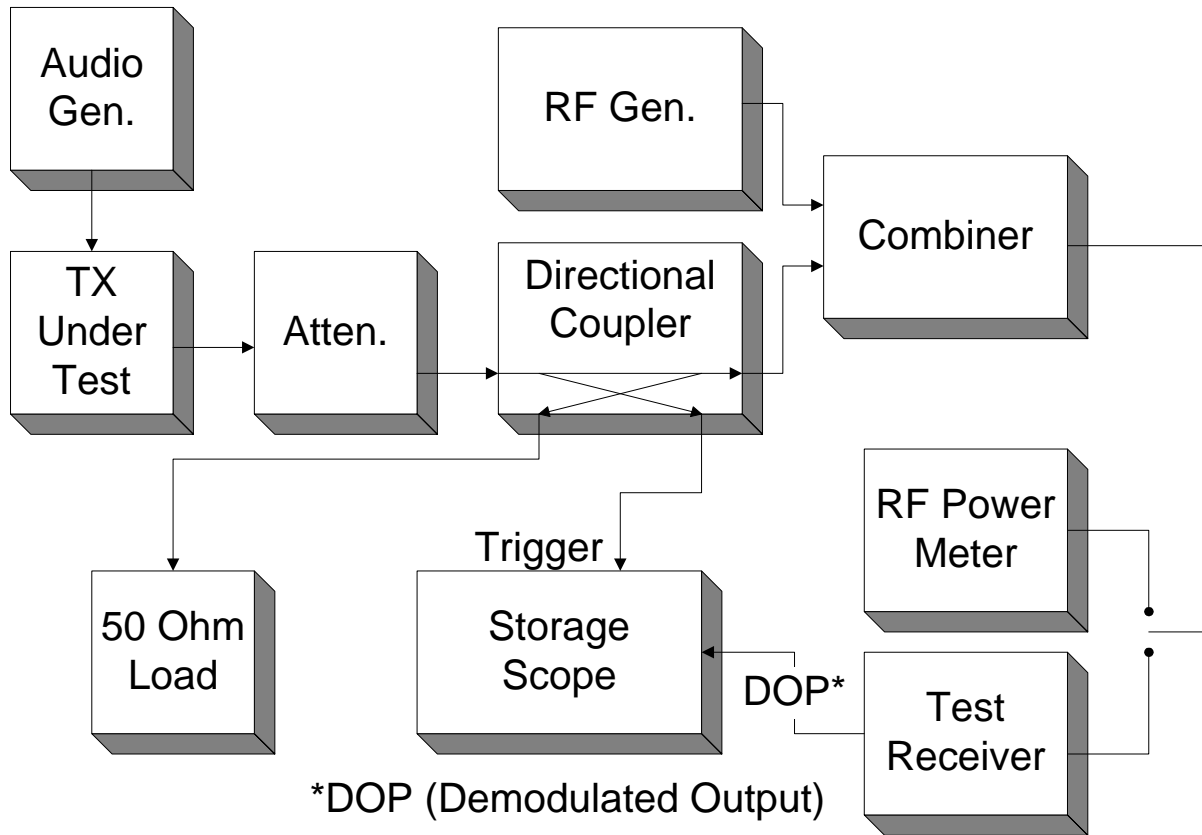 Audio
Gen.
RF Gen.
Combiner
TX
Under
Test
Atten.
Directional
Coupler
RF Power
Meter
Trigger
50 Ohm
Load
Storage
Scope
DOP*
Test
Receiver
*DOP (Demodulated Output)